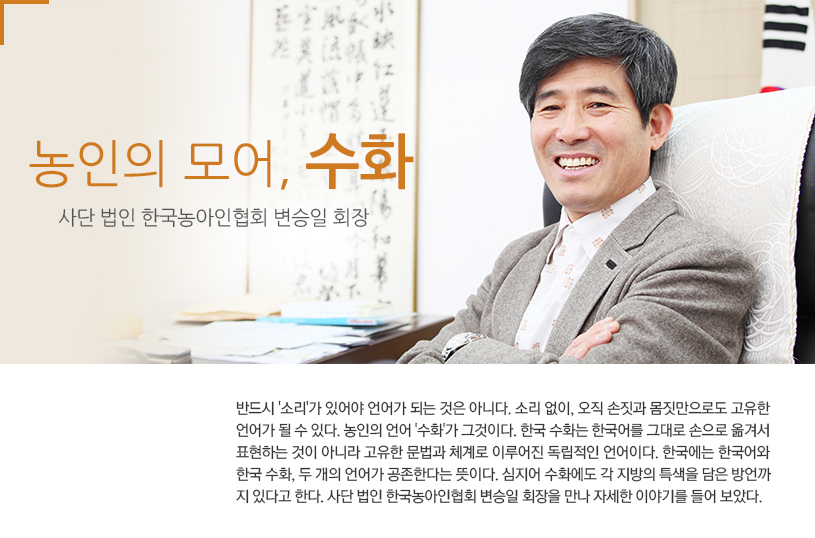 농인의 모어, 수화
사단 법인 한국농아인협회 변승일 회장
반드시 '소리'가 있어야 언어가 되는 것은 아니다. 소리 없이, 오직 손짓과 몸짓만으로도 고유한
언어가 될 수 있다. 농인의 언어 '수화'가 그것이다. 한국 수화는 한국어를 그대로 손으로 옮겨서
표현하는 것이 아니라 고유한 문법과 체계로 이루어진 독립적인 언어이다. 한국에는 한국어와
한국 수화, 두 개의 언어가 공존한다는 뜻이다. 심지어 수화에도 각 지방의 특색을 담은 방언까
지 있다고 한다. 사단 법인 한국농아인협회 변승일 회장을 만나 자세한 이야기를 들어 보았다.